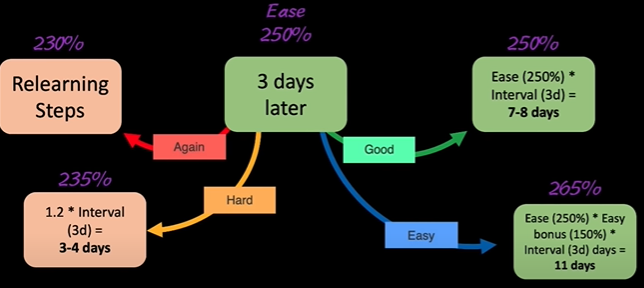 Ease
250%
230%
250%
Relearning
Steps
3 days
later
Ease (250%) *
Interval (3d) =
7-8 days
Again
Good
235%
Hard
265%
1.2 * Interval
(3d) =
3-4 days
Easy
Ease (250%) * Easy
bonus (150%) *
Interval (3d) days =
11 days